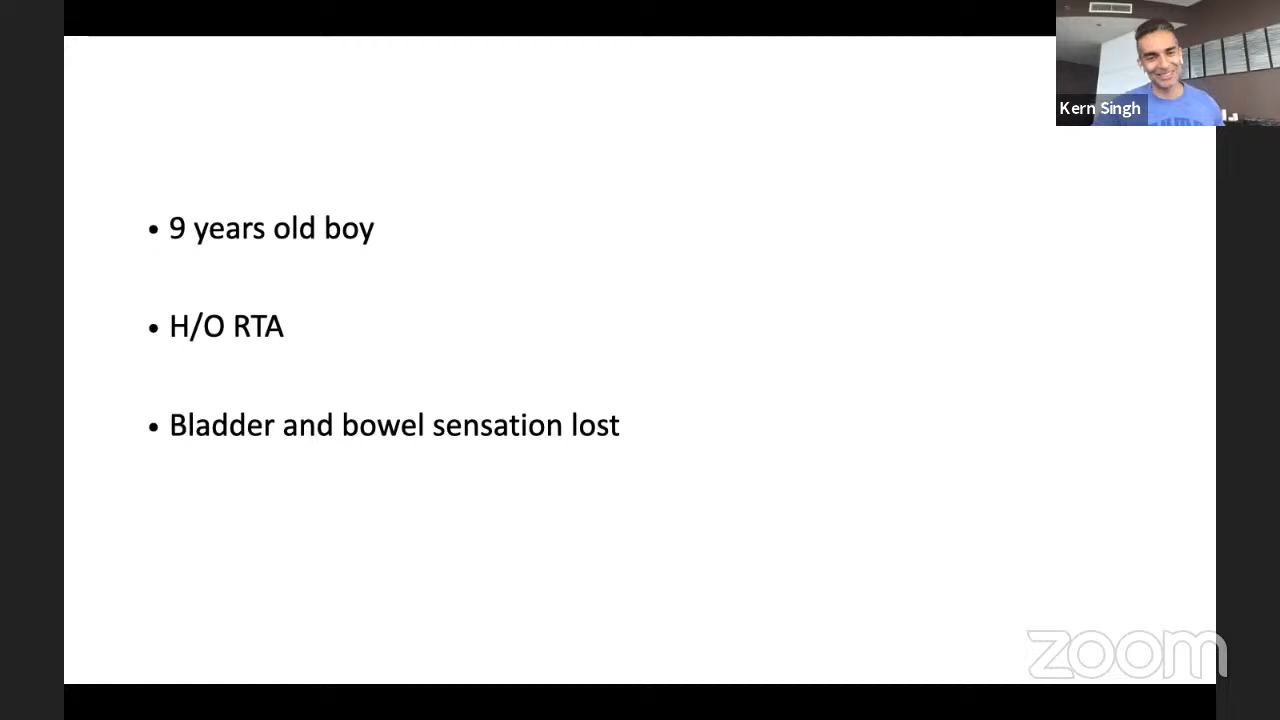 Kern Singh
• 9 years old boy
• H/O RTA
• Bladder and bowel sensation lost
zoom